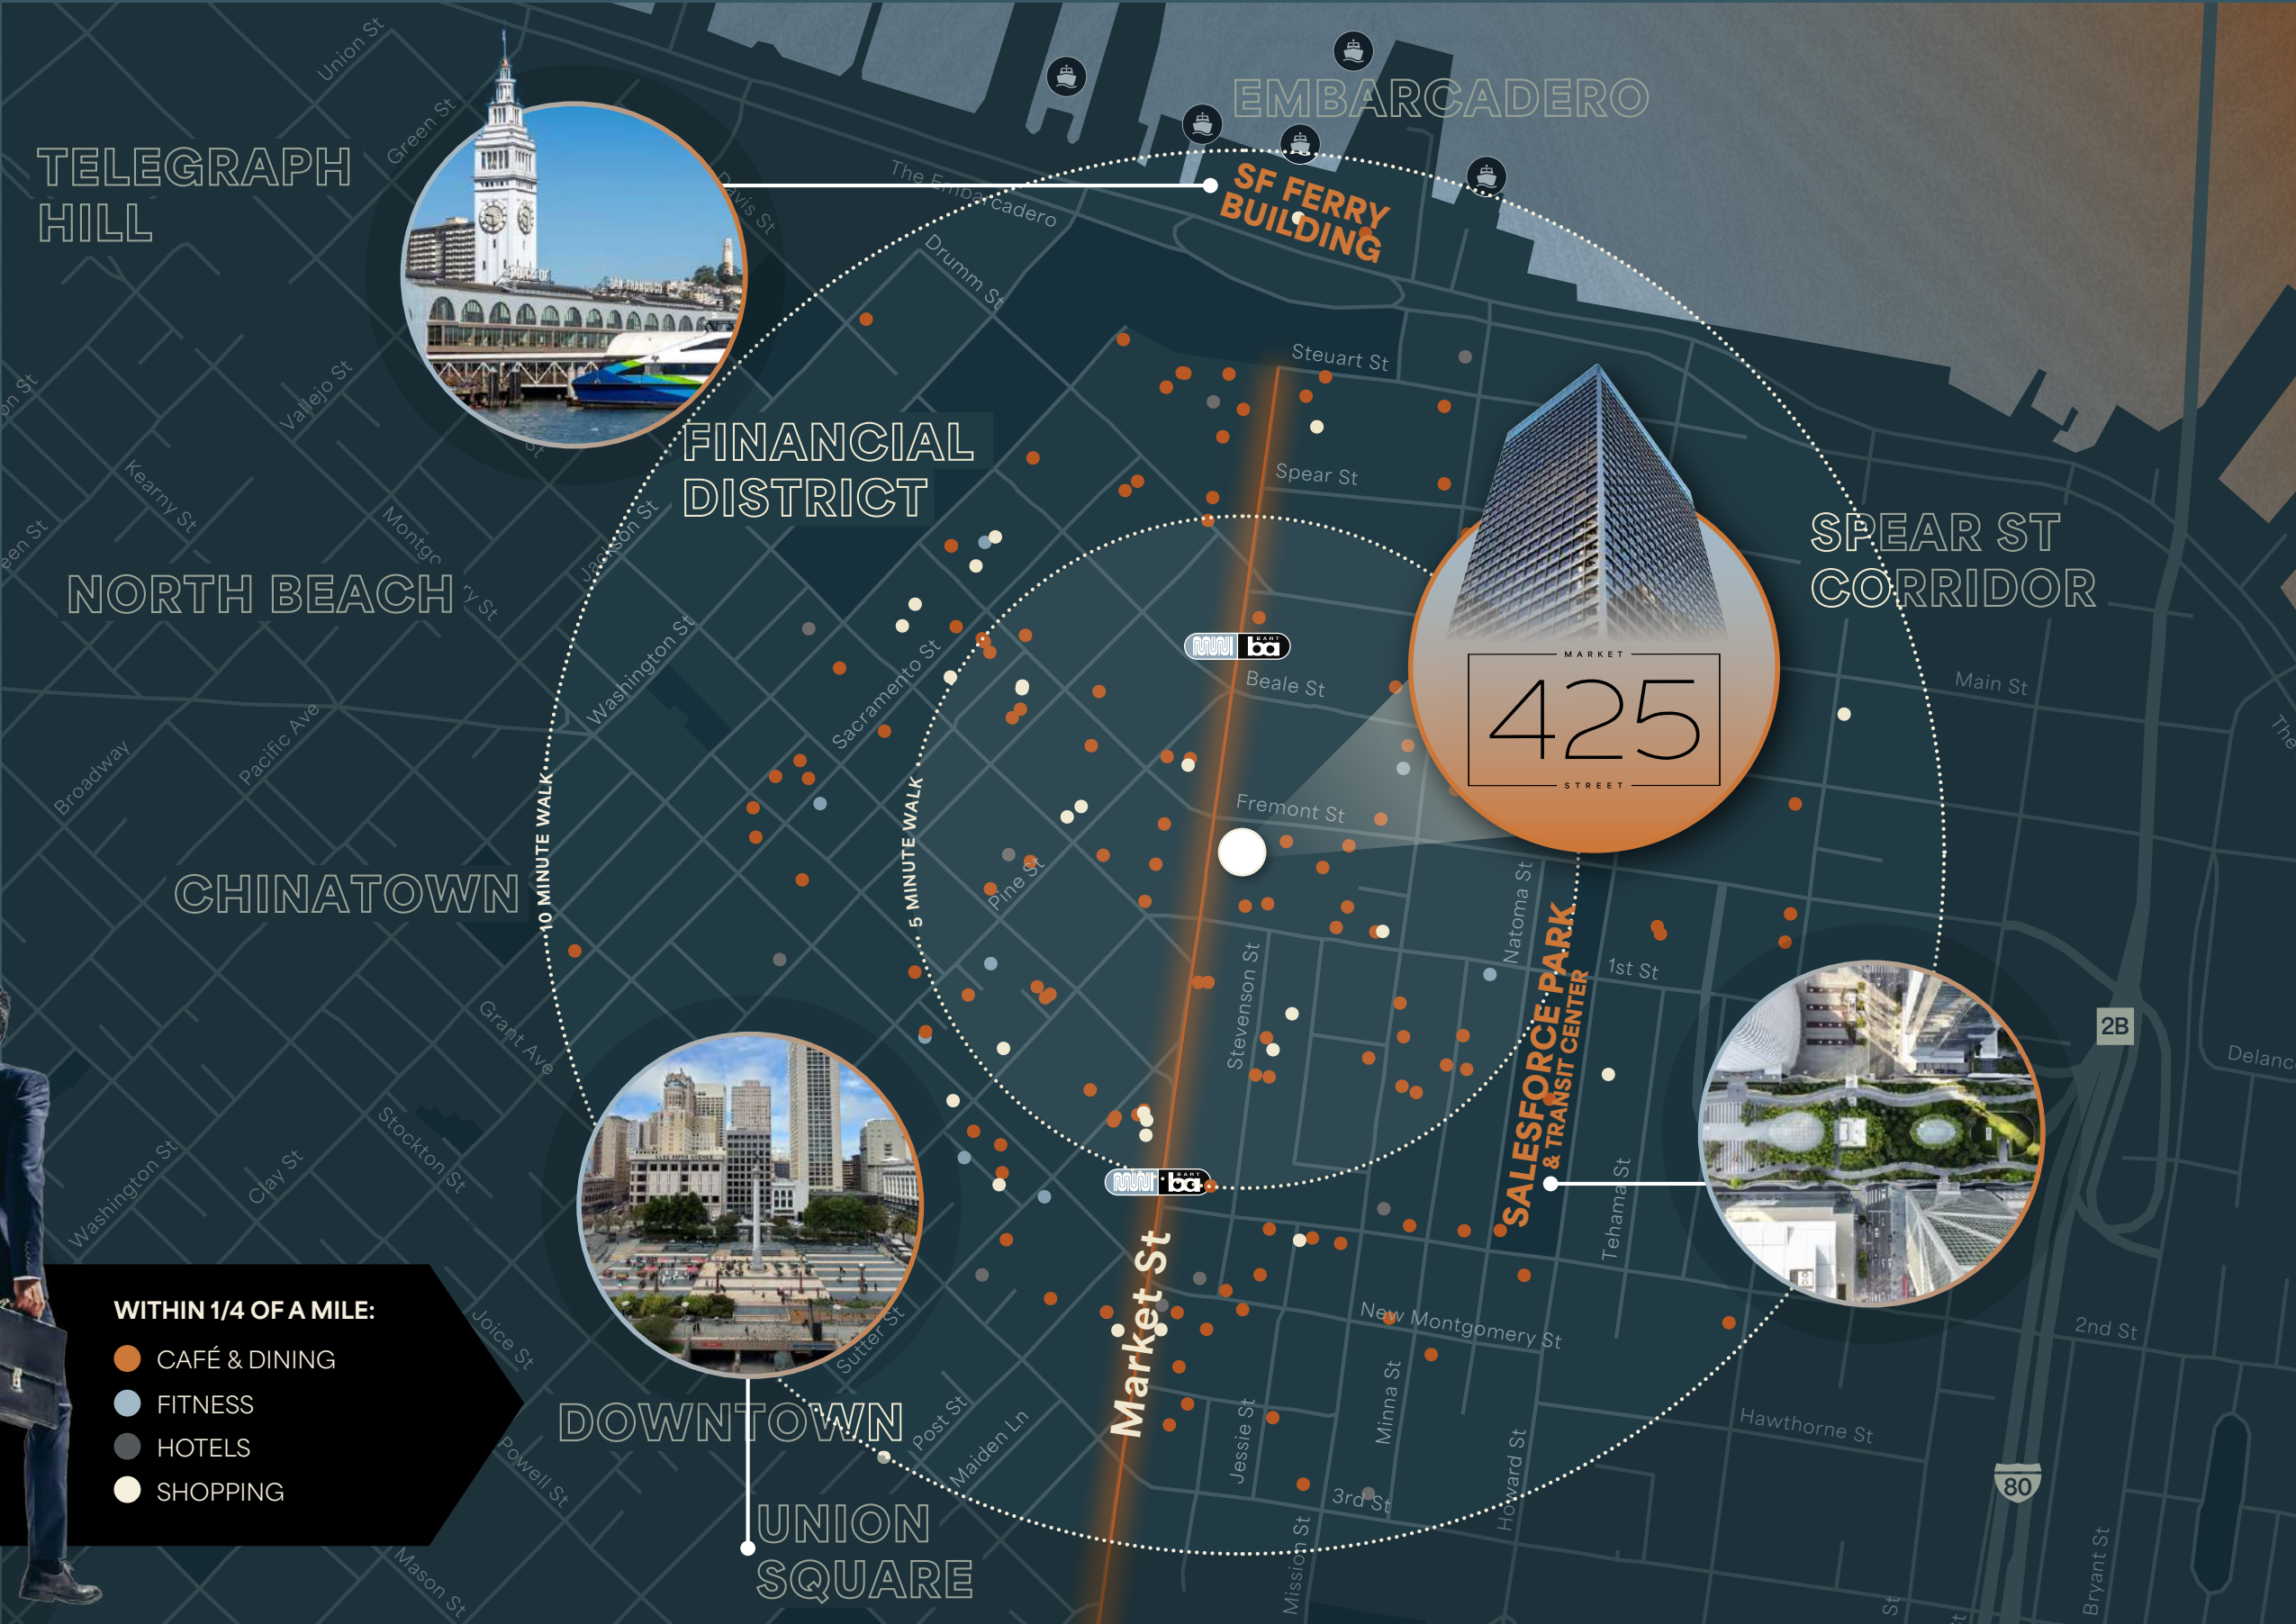 Union St
Green St
TELEGRAPH
HILL
EMBARCADERO
The Embarcadero
Davis St
SF FERRY
BUILDING
Drumm St
Steuart St
Vallejo St
FINANCIAL
DISTRICT
Spear St
Kearny St
Jackson St
SPEAR ST
CORRIDOR
NORTH BEACH
Washington St
Sacramento St
BART
ba
Beale St
Main St
MARKET
425
STREET
Pacific Ave
Broadway
10 MINUTE WALK
5 MINUTE WALK
Fremont St
CHINATOWN
Pine St
Natoma St
SALESFORCE PARK
& TRANSIT CENTER
1st St
Stevenson St
Grant Ave
2B
Stockton St
Washington St
Clay St
Tehama St
BART
ba
Market St
WITHIN 1/4 OF A MILE:
CAFÉ & DINING
FITNESS
HOTELS
SHOPPING
Joice St
Sutter St
New Montgomery St
2nd St
DOWNTOWN
Post St
Maiden Ln
Minna St
Jessie St
Hawthorne St
Powell St
Howard St
3rd St
80
UNION
SQUARE
Mission St
Mason St
Bryant St